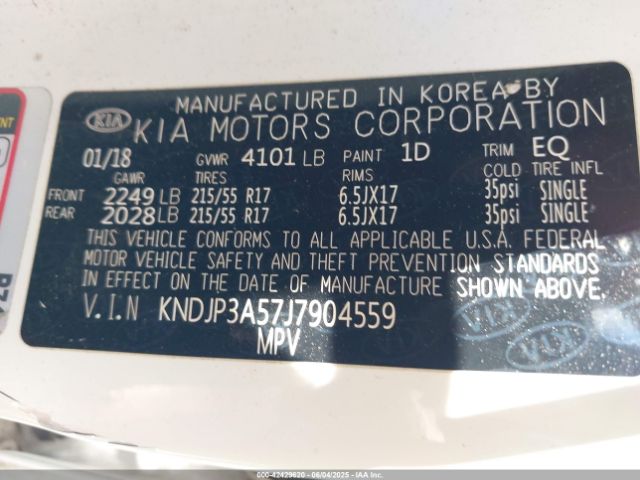 MANUFACTURED IN KOREA BY
KIA KIA MOTORS CORPORATION
01/18 GVWR 4101 LB PAINT 1D TRIM EQ
GAWR TIRES RIMS COLD TIRE INFL
FRONT 2249 LB 215/55 R17 6.5JX17 35psi SINGLE
REAR 2028 LB 215/55 R17 6.5JX17 35psi SINGLE
THIS VEHICLE CONFORMS TO ALL APPLICABLE U.S.A. FEDERAL
MOTOR VEHICLE SAFETY AND THEFT PREVENTION STANDARDS
IN EFFECT ON THE DATE OF MANUFACTURE SHOWN ABOVE.
V.I.N KNDJP3A57J7904559
MPV
000-42429620 - 06/04/2025 - IAAI